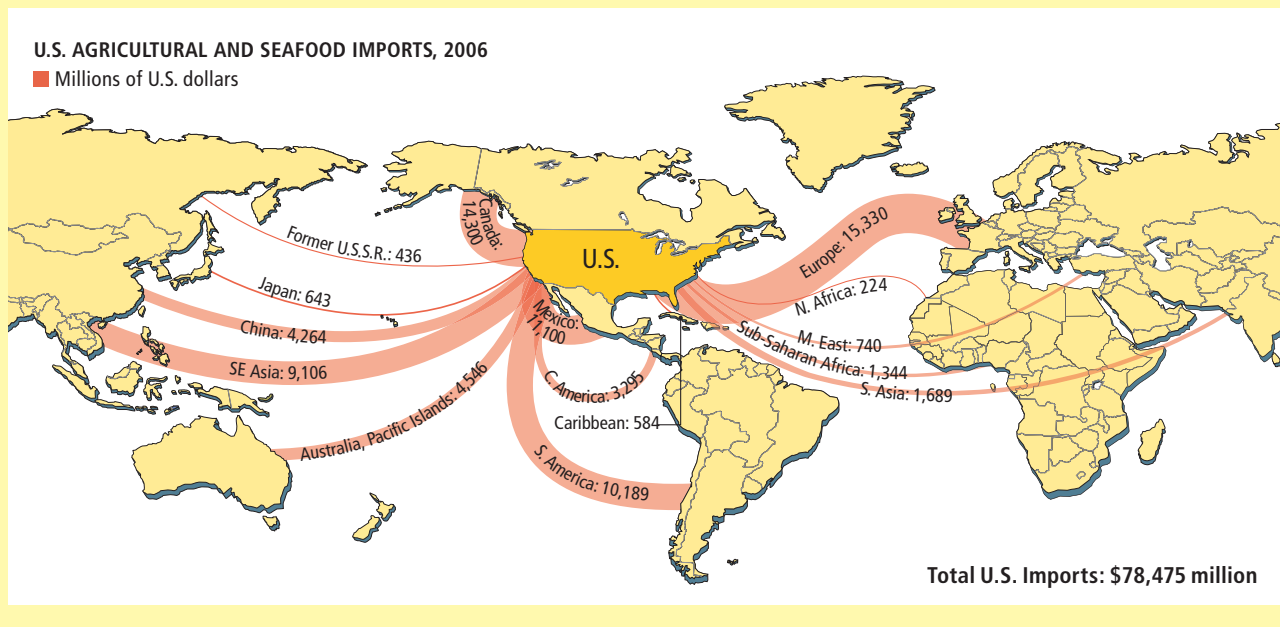 U.S. AGRICULTURAL AND SEAFOOD IMPORTS, 2006
Millions of U.S. dollars
Canada:
14,300
Europe: 15,330
Former U.S.S.R.: 436
U.S.
Japan: 643
N. Africa: 224
China: 4,264
Mexico:
11,100
M. East: 740
SE Asia: 9,106
Sub-Saharan Africa: 1,344
S. Asia: 1,689
C. America: 3,295
Australia, Pacific Islands: 4,546
Caribbean: 584
S. America: 10,189
Total U.S. Imports: $78,475 million